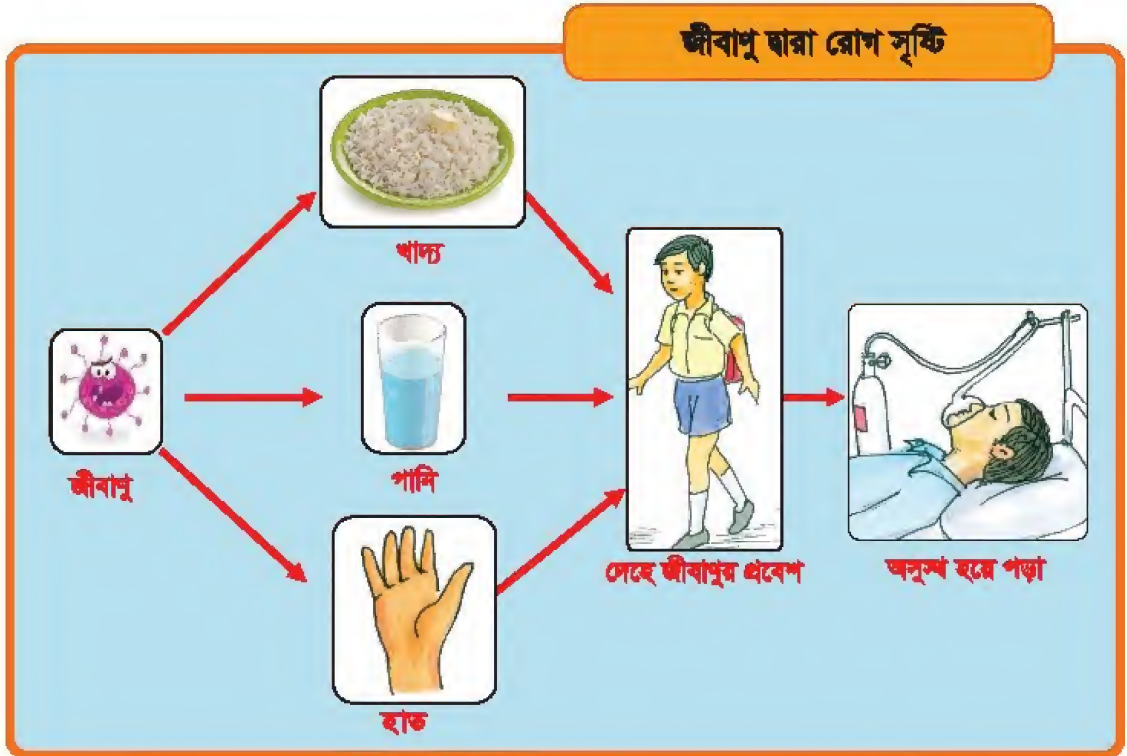 জীবাণু দ্বারা রোগ সৃষ্টি
খাদ্য
জীবাণু
পানি
দেহে জীবাণুর প্রবেশ
অসুস্থ হয়ে পড়া
হাত